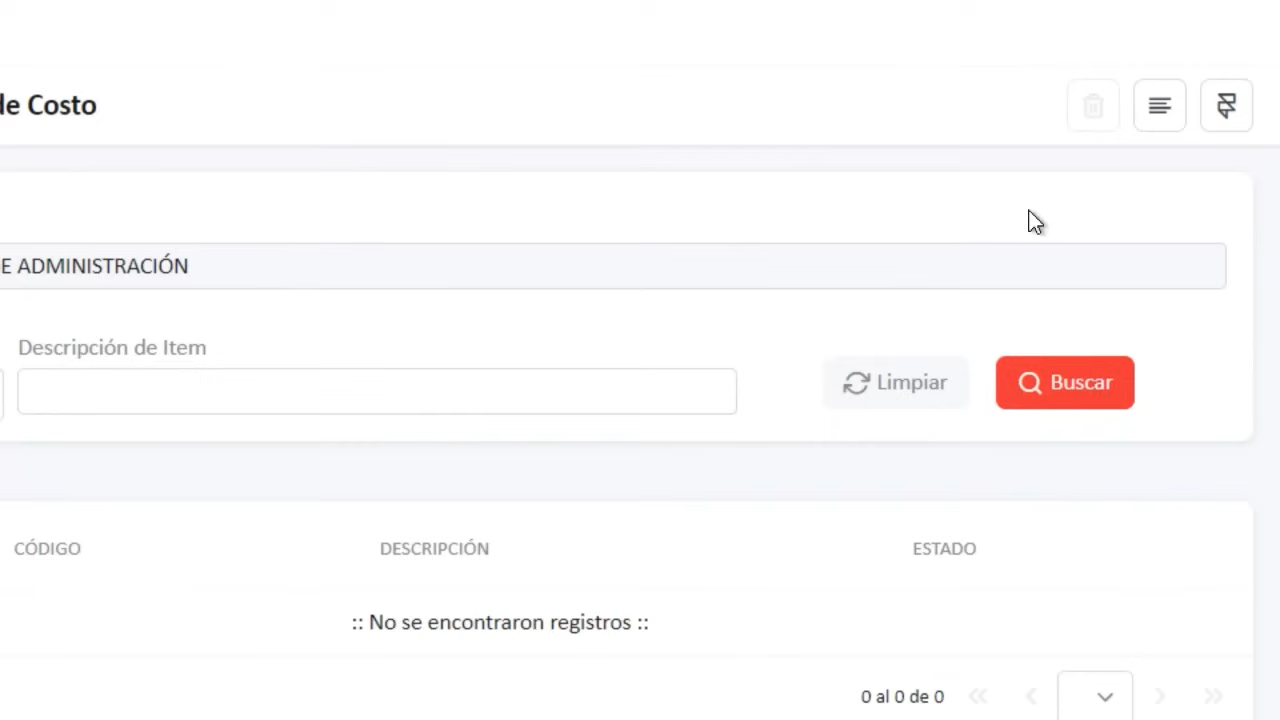 de Costo
E ADMINISTRACIÓN
Descripción de Item
Limpiar
Buscar
CÓDIGO
DESCRIPCIÓN
ESTADO
:: No se encontraron registros ::
0 al 0 de 0